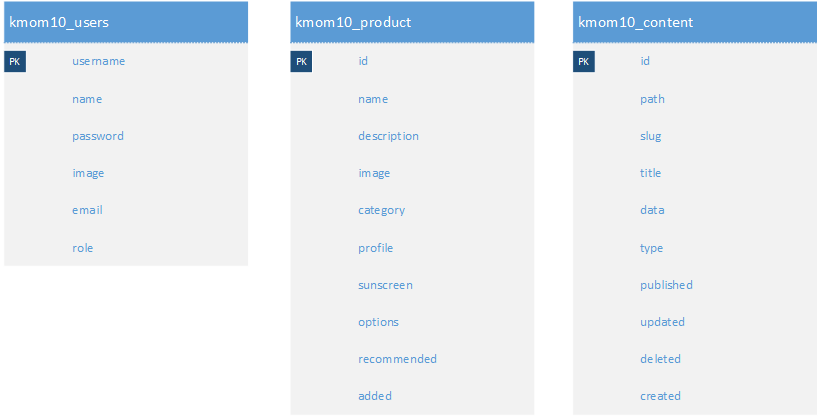 kmom10_users
PK username
name
password
image
email
role
kmom10_product
PK id
name
description
image
category
profile
sunscreen
options
recommended
added
kmom10_content
PK id
path
slug
title
data
type
published
updated
deleted
created